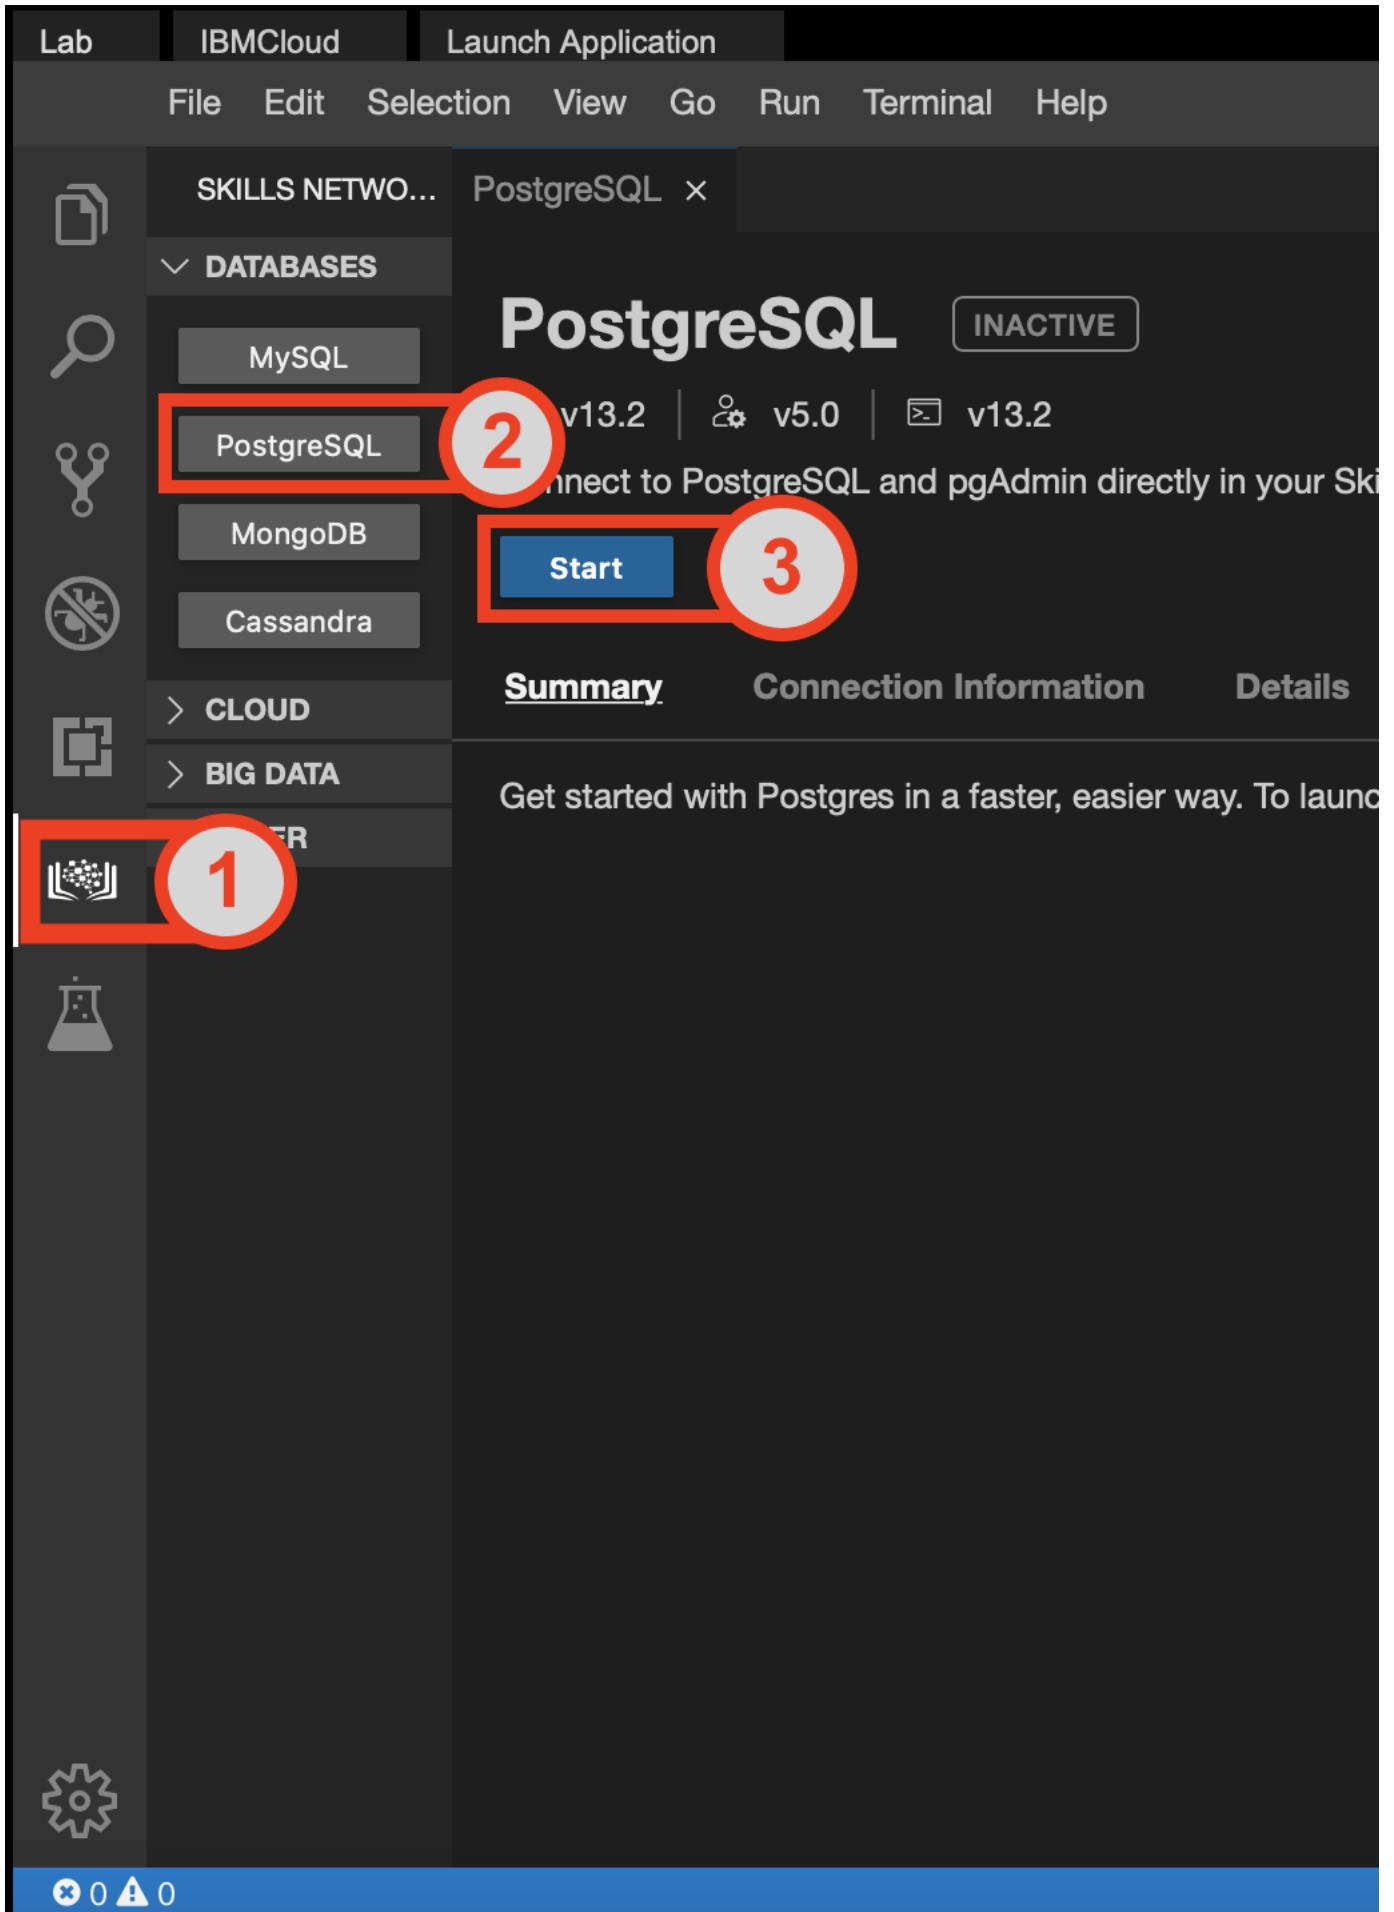 Lab IBMCloud Launch Application
File Edit Selection View Go Run Terminal Help
SKILLS NETWO... PostgreSQL ×
DATABASES
PostgreSQL INACTIVE
MySQL
v13.2 v5.0 v13.2
PostgreSQL 2
to PostgreSQL and pgAdmin directly in your
MongoDB
Start 3
Cassandra
Summary Connection Information Details
CLOUD
BIG DATA
Get started with Postgres in a faster, easier way. To
1
0 0